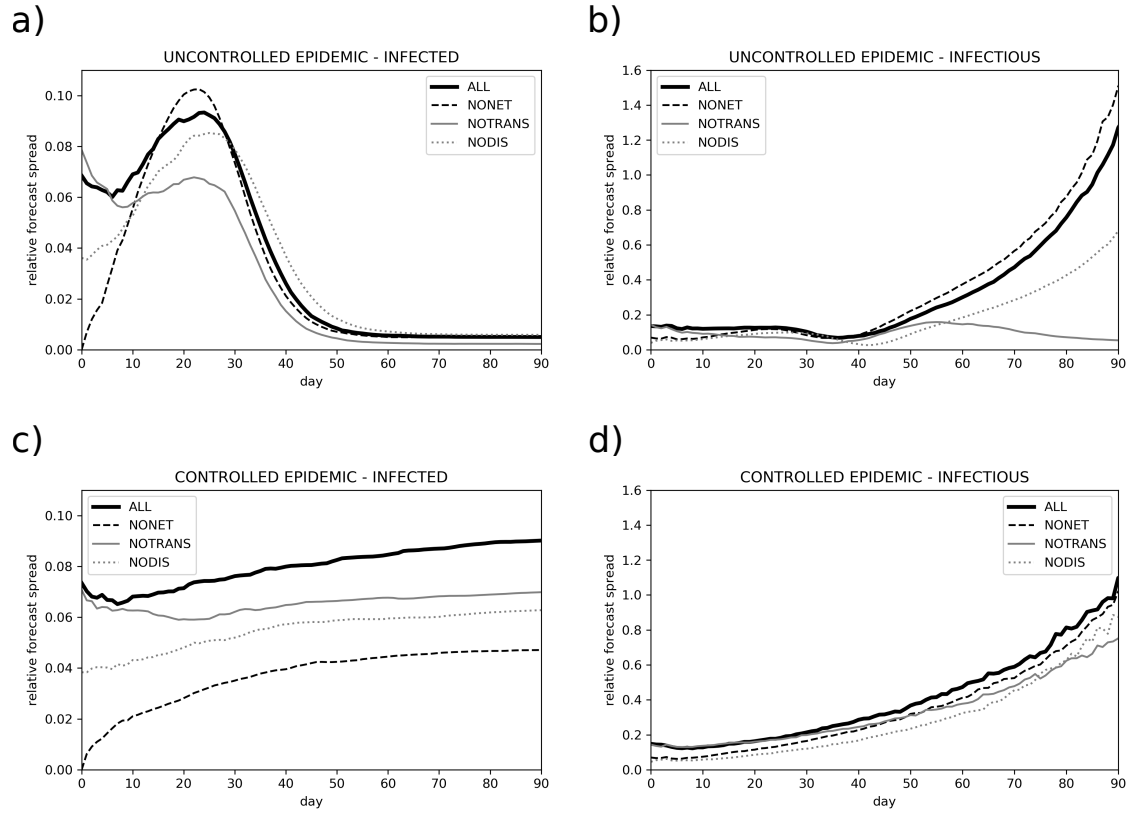 a)
UNCONTROLLED EPIDEMIC - INFECTED
relative forecast spread
0.10
0.08
0.06
0.04
0.02
0.00
ALL
NONET
NOTRANS
NODIS
0 10 20 30 40 50 60 70 80 90
day
b)
UNCONTROLLED EPIDEMIC - INFECTIOUS
relative forecast spread
1.6
1.4
1.2
1.0
0.8
0.6
0.4
0.2
0.0
ALL
NONET
NOTRANS
NODIS
0 10 20 30 40 50 60 70 80 90
day
c)
CONTROLLED EPIDEMIC - INFECTED
relative forecast spread
0.10
0.08
0.06
0.04
0.02
0.00
ALL
NONET
NOTRANS
NODIS
0 10 20 30 40 50 60 70 80 90
day
d)
CONTROLLED EPIDEMIC - INFECTIOUS
relative forecast spread
1.6
1.4
1.2
1.0
0.8
0.6
0.4
0.2
0.0
ALL
NONET
NOTRANS
NODIS
0 10 20 30 40 50 60 70 80 90
day